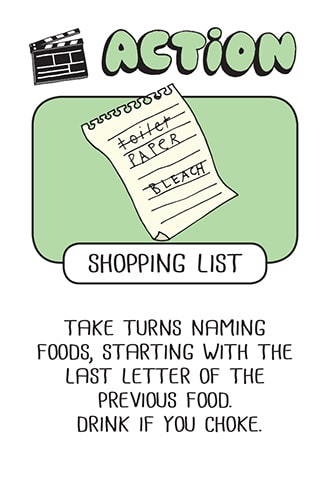 ACTiON
toilet
PAPER
BLEACH
SHOPPING LIST
TAKE TURNS NAMING
FOODS, STARTING WITH THE
LAST LETTER OF THE
PREVIOUS FOOD.
DRINK IF YOU CHOKE.